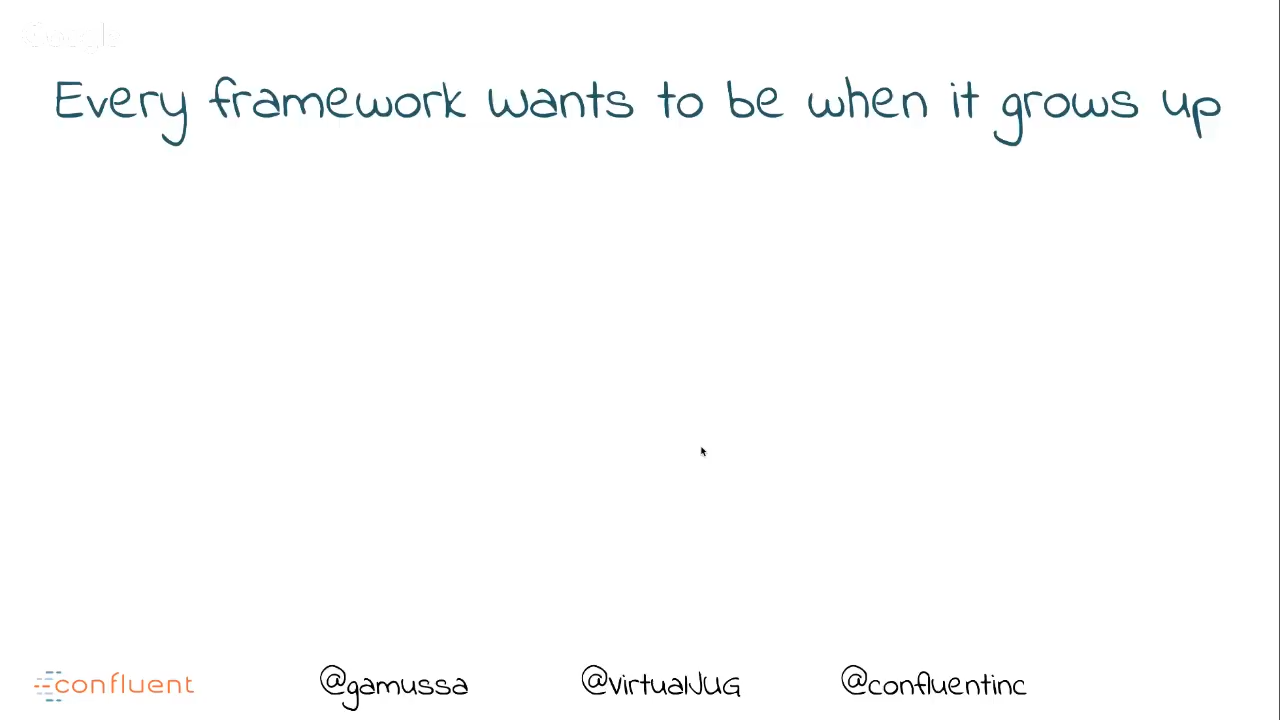 Every framework wants to be when it grows up
confluent @gamussa @virtualJUG @confluentinc